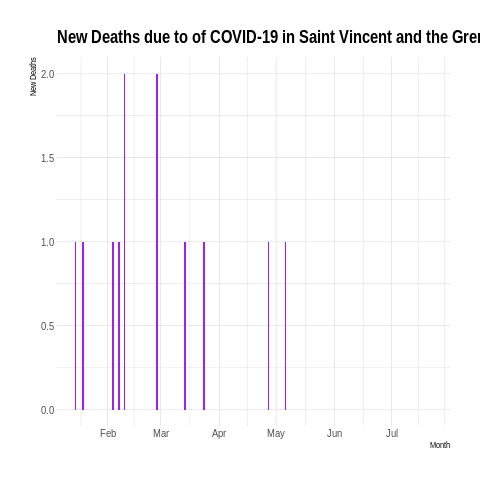 New Deaths due to of COVID-19 in Saint Vincent and the Gren
New Deaths
2.0
1.5
1.0
0.5
0.0
Feb Mar Apr May Jun Jul
Month